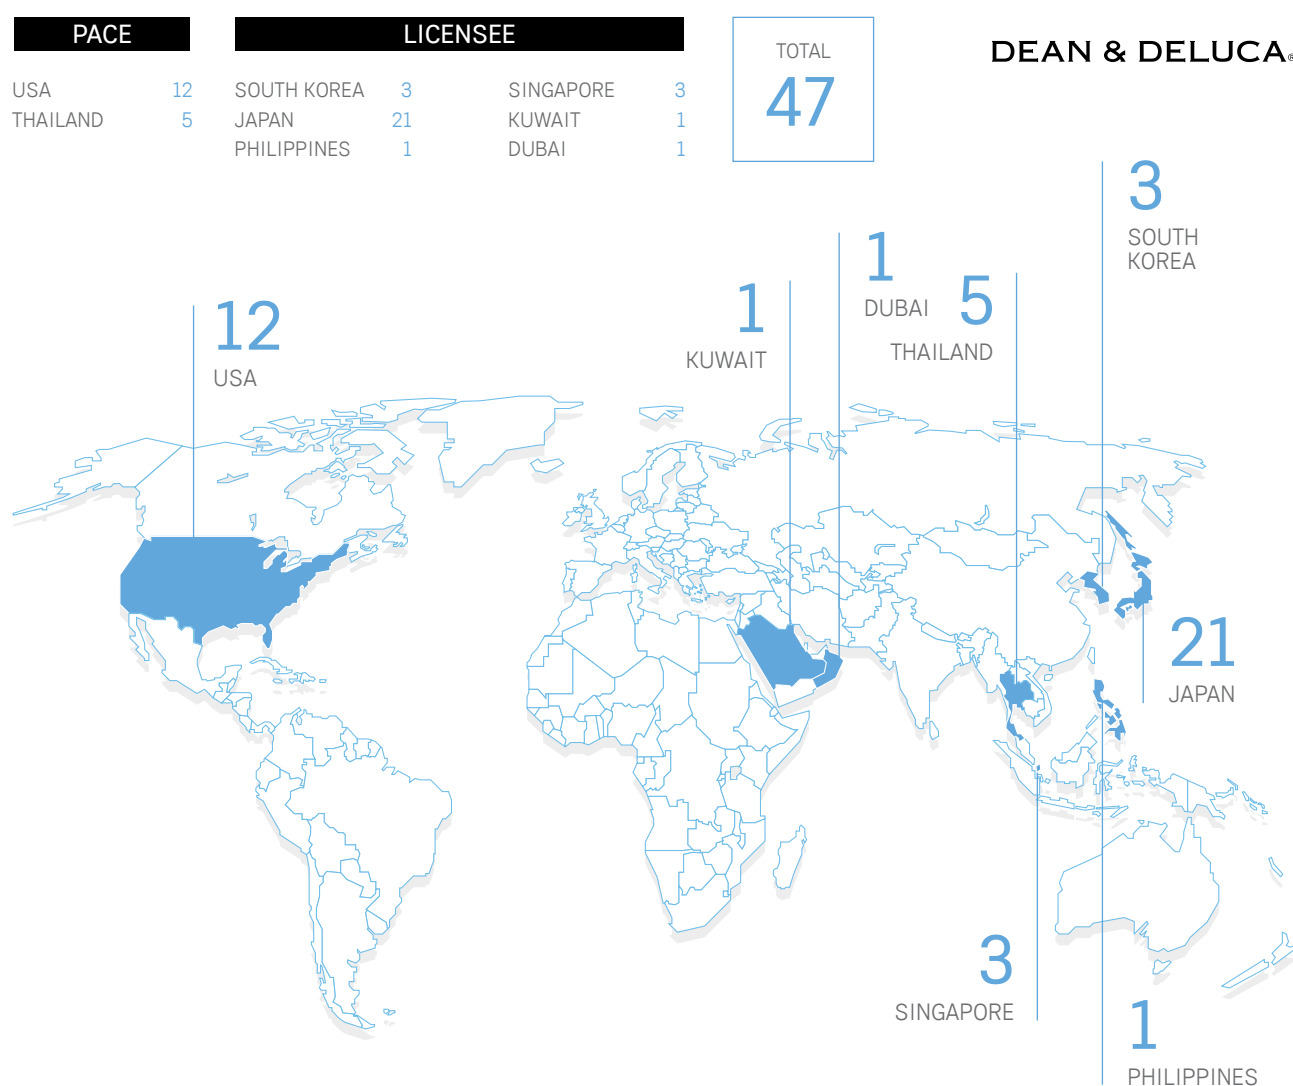 PACE
USA 12
THAILAND 5
LICENSEE
SOUTH KOREA 3
JAPAN 21
PHILIPPINES 1
SINGAPORE 3
KUWAIT 1
DUBAI 1
TOTAL
47
DEAN & DELUCA®
3
SOUTH
KOREA
1
DUBAI
5
THAILAND
1
KUWAIT
12
USA
21
JAPAN
3
SINGAPORE
1
PHILIPPINES